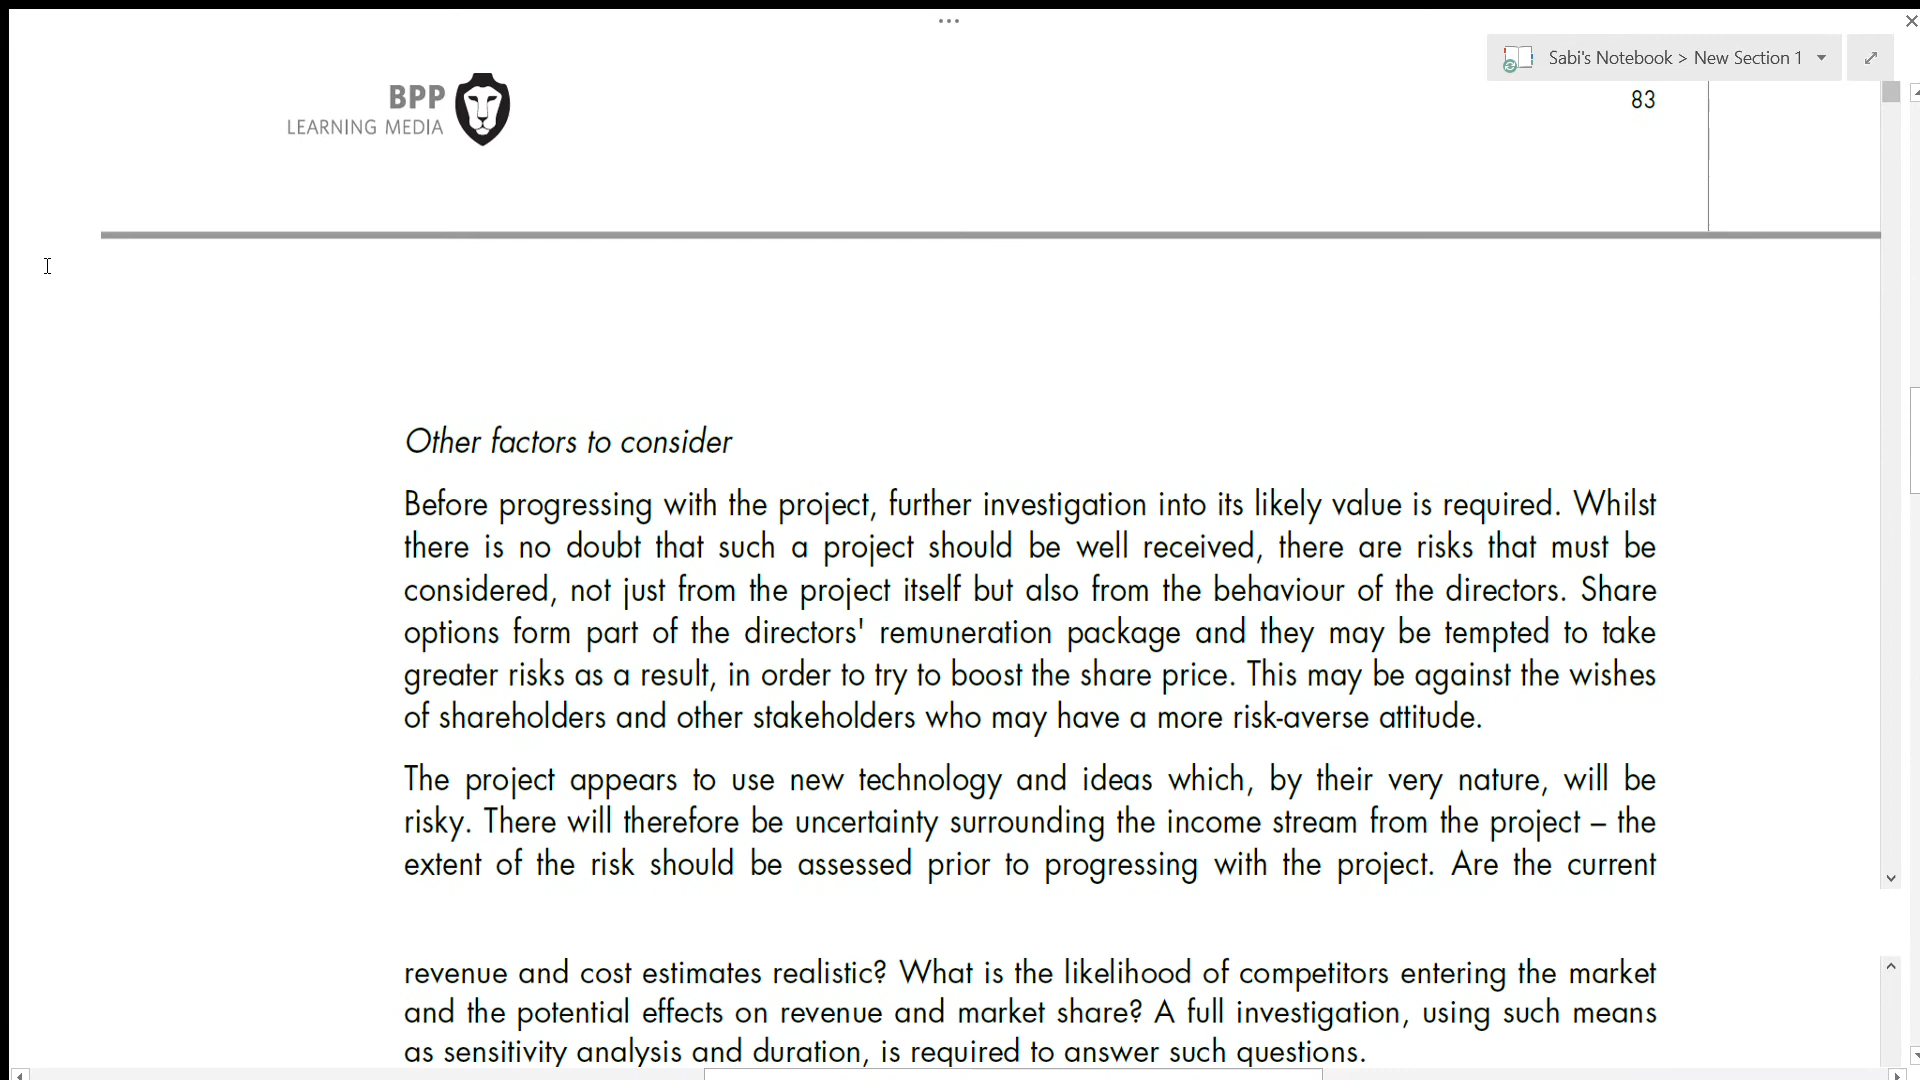 Sabi's Notebook > New Section 1
BPP
LEARNING MEDIA
83
Other factors to consider
Before progressing with the project, further investigation into its likely value is required. Whilst
there is no doubt that such a project should be well received, there are risks that must be
considered, not just from the project itself but also from the behaviour of the directors. Share
options form part of the directors' remuneration package and they may be tempted to take
greater risks as a result, in order to try to boost the share price. This may be against the wishes
of shareholders and other stakeholders who may have a more risk-averse attitude.
The project appears to use new technology and ideas which, by their very nature, will be
risky. There will therefore be uncertainty surrounding the income stream from the project – the
extent of the risk should be assessed prior to progressing with the project. Are the current
revenue and cost estimates realistic? What is the likelihood of competitors entering the market
and the potential effects on revenue and market share? A full investigation, using such means
as sensitivity analysis and duration, is required to answer such questions.